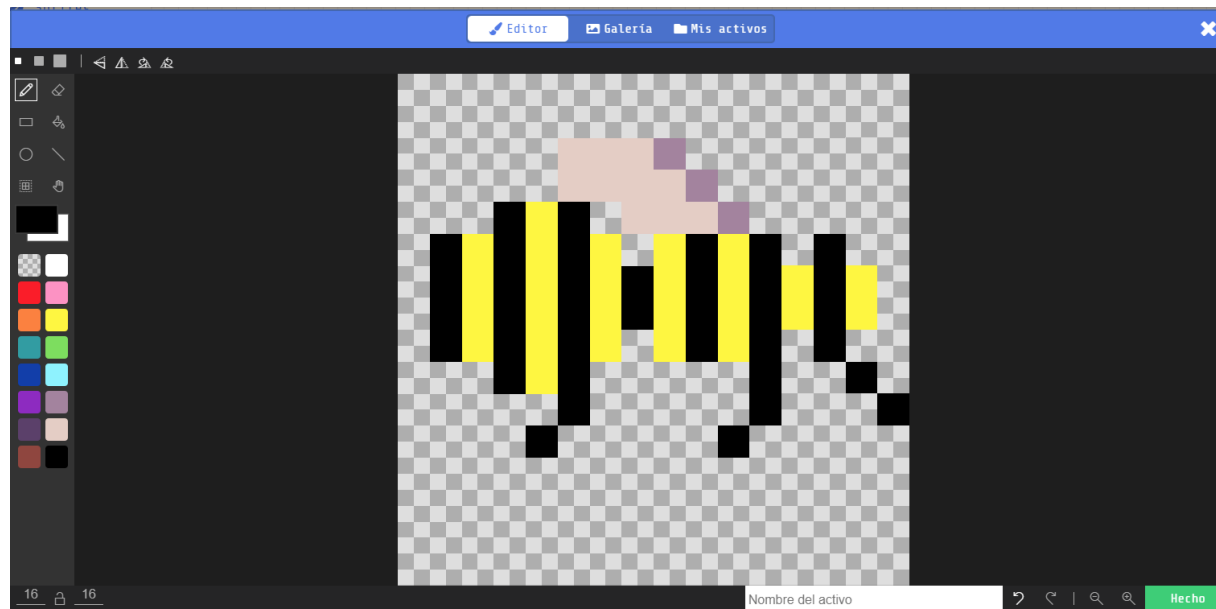 Editor
Galería
Mis activos
16
16
Nombre del activo
Hecho